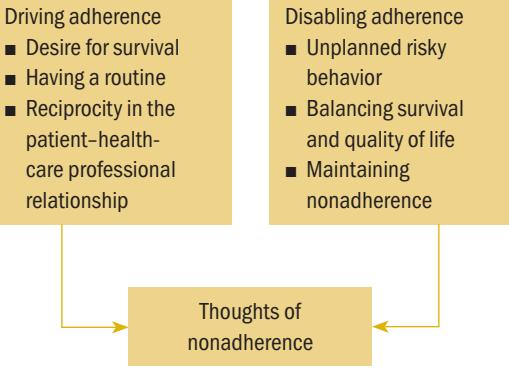 Driving adherence
■ Desire for survival
■ Having a routine
■ Reciprocity in the
patient–health-
care professional
relationship
Disabling adherence
■ Unplanned risky
behavior
■ Balancing survival
and quality of life
■ Maintaining
nonadherence
Thoughts of
nonadherence